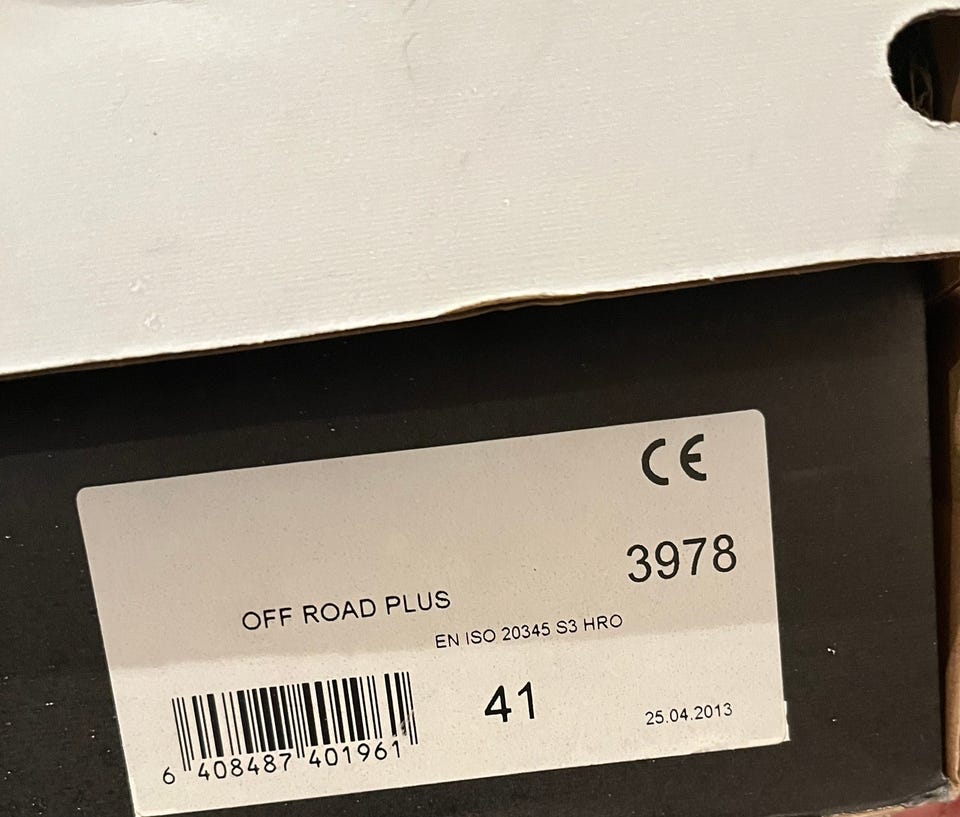 CE
3978
OFF ROAD PLUS
EN ISO 20345 S3 HRO
41
25.04.2013
6 408487 401961